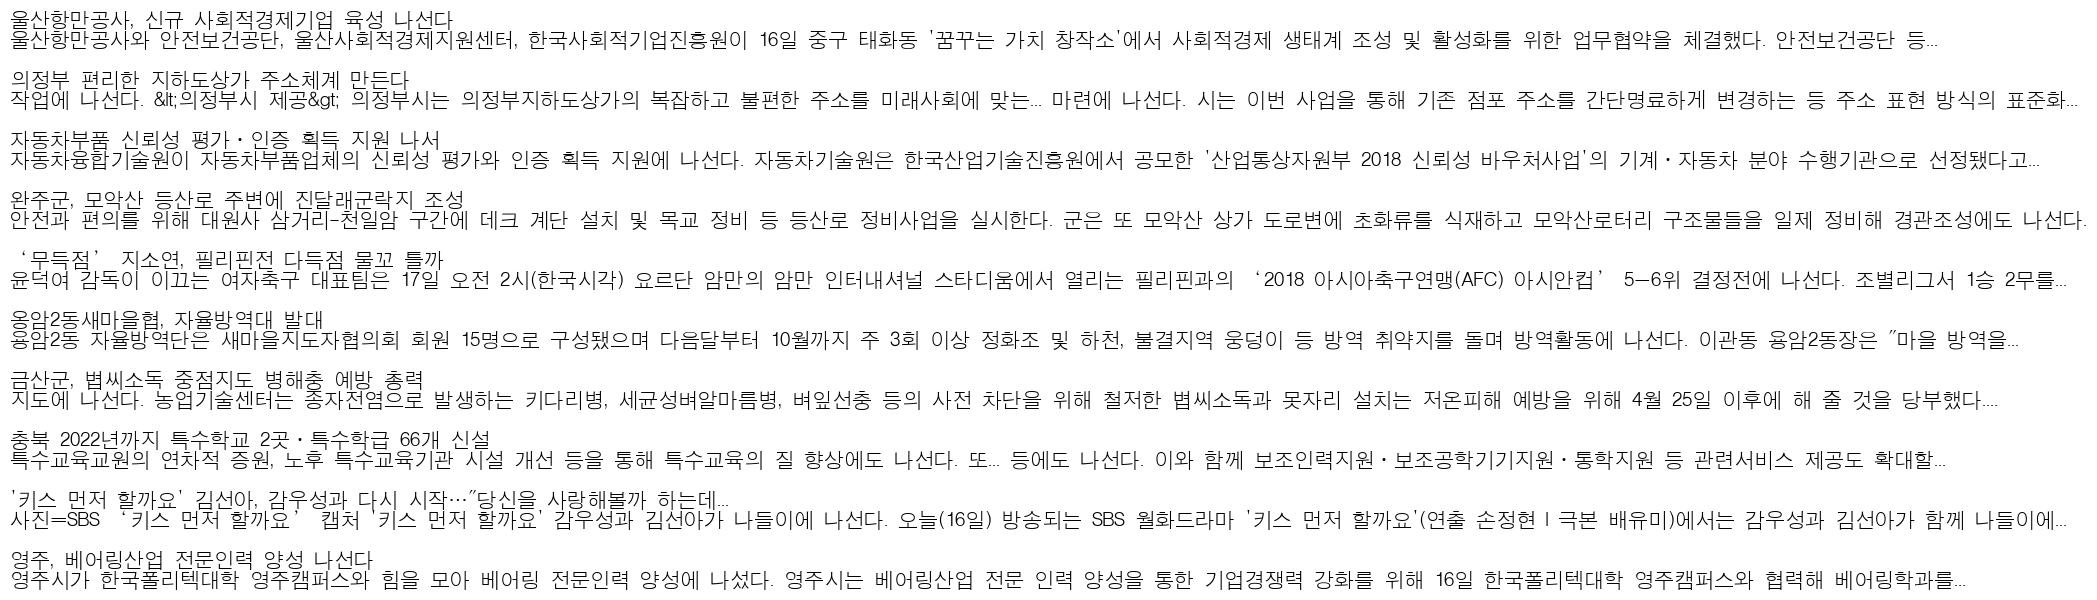 울산항만공사, 신규 사회적경제기업 육성 나선다
울산항만공사와 안전보건공단, 울산사회적경제지원센터, 한국사회적기업진흥원이 16일 중구 태화동 '꿈꾸는 가치 창작소'에서 사회적경제 생태계 조성 및 활성화를 위한 업무협약을 체결했다. 안전보건공단 등...
의정부 편리한 지하도상가 주소체계 만든다
작업에 나선다. &lt;의정부시 제공&gt; 의정부시는 의정부지하도상가의 복잡하고 불편한 주소를 미래사회에 맞는... 마련에 나선다. 시는 이번 사업을 통해 기존 점포 주소를 간단명료하게 변경하는 등 주소 표현 방식의 표준화...
자동차부품 신뢰성 평가·인증 획득 지원 나서
자동차융합기술원이 자동차부품업체의 신뢰성 평가와 인증 획득 지원에 나선다. 자동차기술원은 한국산업기술진흥원에서 공모한 '산업통상자원부 2018 신뢰성 바우처사업'의 기계·자동차 분야 수행기관으로 선정됐다고...
완주군, 모악산 등산로 주변에 진달래군락지 조성
안전과 편의를 위해 대원사 삼거리-천일암 구간에 데크 계단 설치 및 목교 정비 등 등산로 정비사업을 실시한다. 군은 또 모악산 상가 도로변에 초화류를 식재하고 모악산로터리 구조물들을 일제 정비해 경관조성에도 나선다.
‘무득점’ 지소연, 필리핀전 다득점 물꼬 틀까
윤덕여 감독이 이끄는 여자축구 대표팀은 17일 오전 2시(한국시각) 요르단 암만의 암만 인터내셔널 스타디움에서 열리는 필리핀과의 ‘2018 아시아축구연맹(AFC) 아시안컵’ 5—6위 결정전에 나선다. 조별리그서 1승 2무를...
용암2동새마을협, 자율방역대 발대
용암2동 자율방역단은 새마을지도자협의회 회원 15명으로 구성됐으며 다음달부터 10월까지 주 3회 이상 정화조 및 하천, 불결지역 웅덩이 등 방역 취약지를 돌며 방역활동에 나선다. 이관동 용암2동장은 "마을 방역을...
금산군, 볍씨소독 중점지도 병해충 예방 총력
지도에 나선다. 농업기술센터는 종자전염으로 발생하는 키다리병, 세균성벼알마름병, 벼잎선충 등의 사전 차단을 위해 철저한 볍씨소독과 못자리 설치는 저온피해 예방을 위해 4월 25일 이후에 해 줄 것을 당부했다....
충북 2022년까지 특수학교 2곳·특수학급 66개 신설
특수교육교원의 연차적 증원, 노후 특수교육기관 시설 개선 등을 통해 특수교육의 질 향상에도 나선다. 또... 등에도 나선다. 이와 함께 보조인력지원·보조공학기기지원·통학지원 등 관련서비스 제공도 확대할...
'키스 먼저 할까요' 김선아, 감우성과 다시 시작…"당신을 사랑해볼까 하는데...
사진=SBS ‘키스 먼저 할까요’ 캡처 '키스 먼저 할까요' 감우성과 김선아가 나들이에 나선다. 오늘(16일) 방송되는 SBS 월화드라마 '키스 먼저 할까요'(연출 손정현ㅣ극본 배유미)에서는 감우성과 김선아가 함께 나들이에...
영주, 베어링산업 전문인력 양성 나선다
영주시가 한국폴리텍대학 영주캠퍼스와 힘을 모아 베어링 전문인력 양성에 나섰다. 영주시는 베어링산업 전문 인력 양성을 통한 기업경쟁력 강화를 위해 16일 한국폴리텍대학 영주캠퍼스와 협력해 베어링학과를...